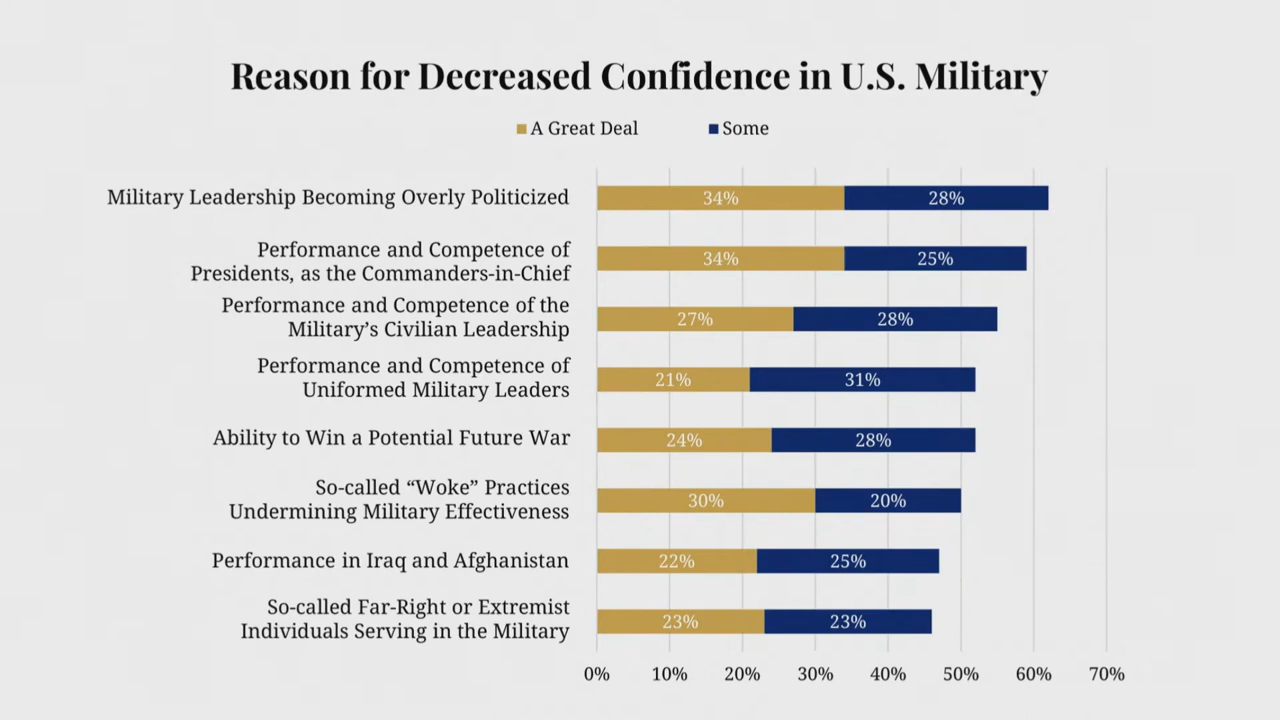 Reason for Decreased Confidence in U.S. Military
A Great Deal
Some
Military Leadership Becoming Overly Politicized
34%
28%
Performance and Competence of
Presidents, as the Commanders-in-Chief
34%
25%
Performance and Competence of the
Military’s Civilian Leadership
27%
28%
Performance and Competence of
Uniformed Military Leaders
21%
31%
Ability to Win a Potential Future War
24%
28%
So-called “Woke” Practices
Undermining Military Effectiveness
30%
20%
Performance in Iraq and Afghanistan
22%
25%
So-called Far-Right or Extremist
Individuals Serving in the Military
23%
23%
0%
10%
20%
30%
40%
50%
60%
70%